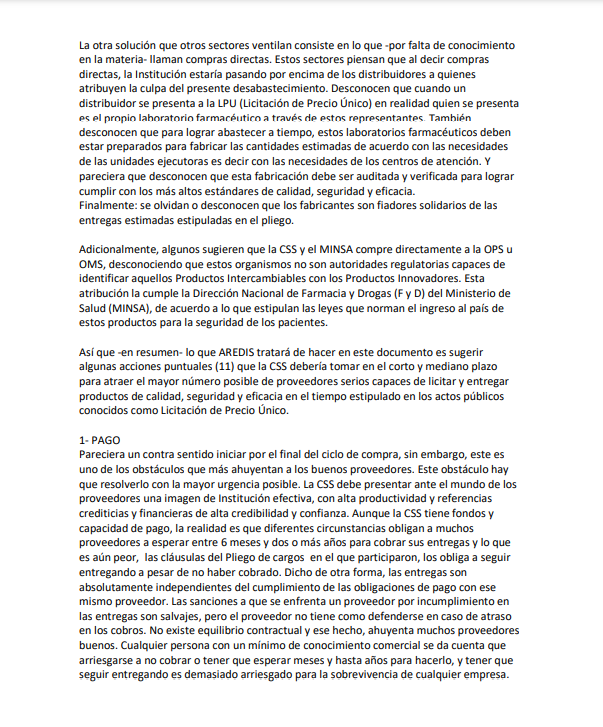 La otra solución que otros sectores ventilan consiste en lo que -por falta de conocimiento
en la materia- llaman compras directas. Estos sectores piensan que al decir compras
directas, la Institución estaría pasando por encima de los distribuidores a quienes
atribuyen la culpa del presente desabastecimiento. Desconocen que cuando un
distribuidor se presenta a la LPU (Licitación de Precio Único) en realidad quien se presenta
es el propio laboratorio farmacéutico a través de estos representantes. También
desconocen que para lograr abastecer a tiempo, estos laboratorios farmacéuticos deben
estar preparados para fabricar las cantidades estimadas de acuerdo con las necesidades
de las unidades ejecutoras es decir con las necesidades de los centros de atención. Y
pareciera que desconocen que esta fabricación debe ser auditada y verificada para lograr
cumplir con los más altos estándares de calidad, seguridad y eficacia.
Finalmente: se olvidan o desconocen que los fabricantes son fiadores solidarios de las
entregas estimadas estipuladas en el pliego.
Adicionalmente, algunos sugieren que la CSS y el MINSA compre directamente a la OPS u
OMS, desconociendo que estos organismos no son autoridades regulatorias capaces de
identificar aquellos Productos Intercambiables con los Productos Innovadores. Esta
atribución la cumple la Dirección Nacional de Farmacia y Drogas (F y D) del Ministerio de
Salud (MINSA), de acuerdo a lo que estipulan las leyes que norman el ingreso al país de
estos productos para la seguridad de los pacientes.
Así que -en resumen- lo que AREDIS tratará de hacer en este documento es sugerir
algunas acciones puntuales (11) que la CSS debería tomar en el corto y mediano plazo
para atraer el mayor número posible de proveedores serios capaces de licitar y entregar
productos de calidad, seguridad y eficacia en el tiempo estipulado en los actos públicos
conocidos como Licitación de Precio Único.
1- PAGO
Pareciera un contra sentido iniciar por el final del ciclo de compra, sin embargo, este es
uno de los obstáculos que más ahuyentan a los buenos proveedores. Este obstáculo hay
que resolverlo con la mayor urgencia posible. La CSS debe presentar ante el mundo de los
proveedores una imagen de Institución efectiva, con alta productividad y referencias
crediticias y financieras de alta credibilidad y confianza. Aunque la CSS tiene fondos y
capacidad de pago, la realidad es que diferentes circunstancias obligan a muchos
proveedores a esperar entre 6 meses y dos o más años para cobrar sus entregas y lo que
es aún peor, las cláusulas del Pliego de cargos en el que participaron, los obliga a seguir
entregando a pesar de no haber cobrado. Dicho de otra forma, las entregas son
absolutamente independientes del cumplimiento de las obligaciones de pago con ese
mismo proveedor. Las sanciones a que se enfrenta un proveedor por incumplimiento en
las entregas son salvajes, pero el proveedor no tiene como defenderse en caso de atraso
en los cobros. No existe equilibrio contractual y ese hecho, ahuyenta muchos proveedores
buenos. Cualquier persona con un mínimo de conocimiento comercial se da cuenta que
arriesgarse a no cobrar o tener que esperar meses y hasta años para hacerlo, y tener que
seguir entregando es demasiado arriesgado para la sobrevivencia de cualquier empresa.